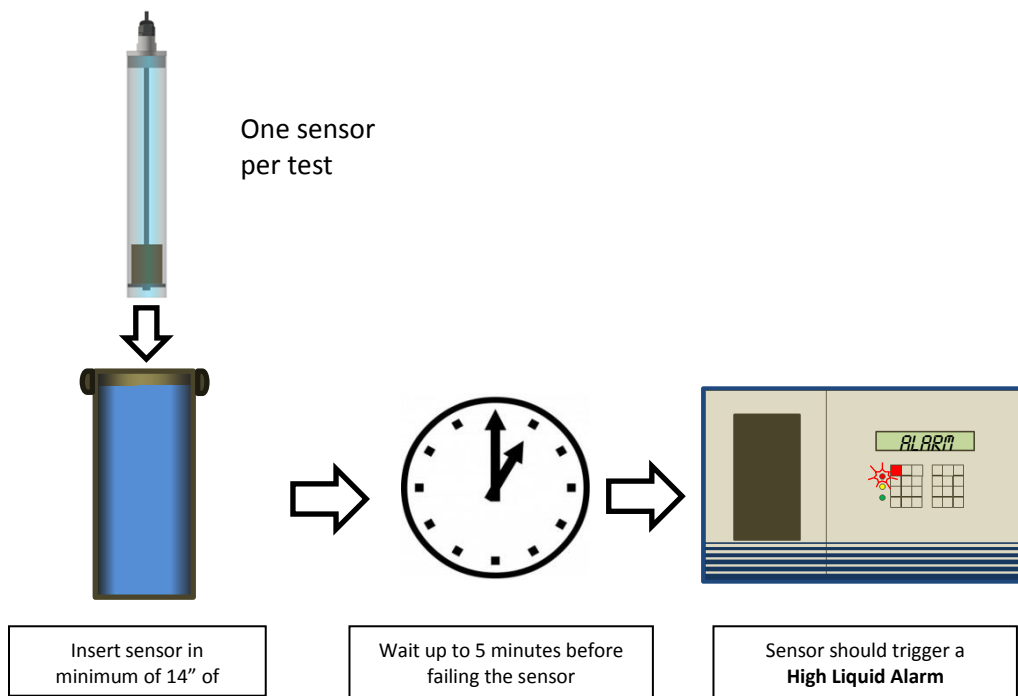 One sensor
per test
ALARM
Insert sensor in
minimum of 14” of
Wait up to 5 minutes before
failing the sensor
Sensor should trigger a
High Liquid Alarm